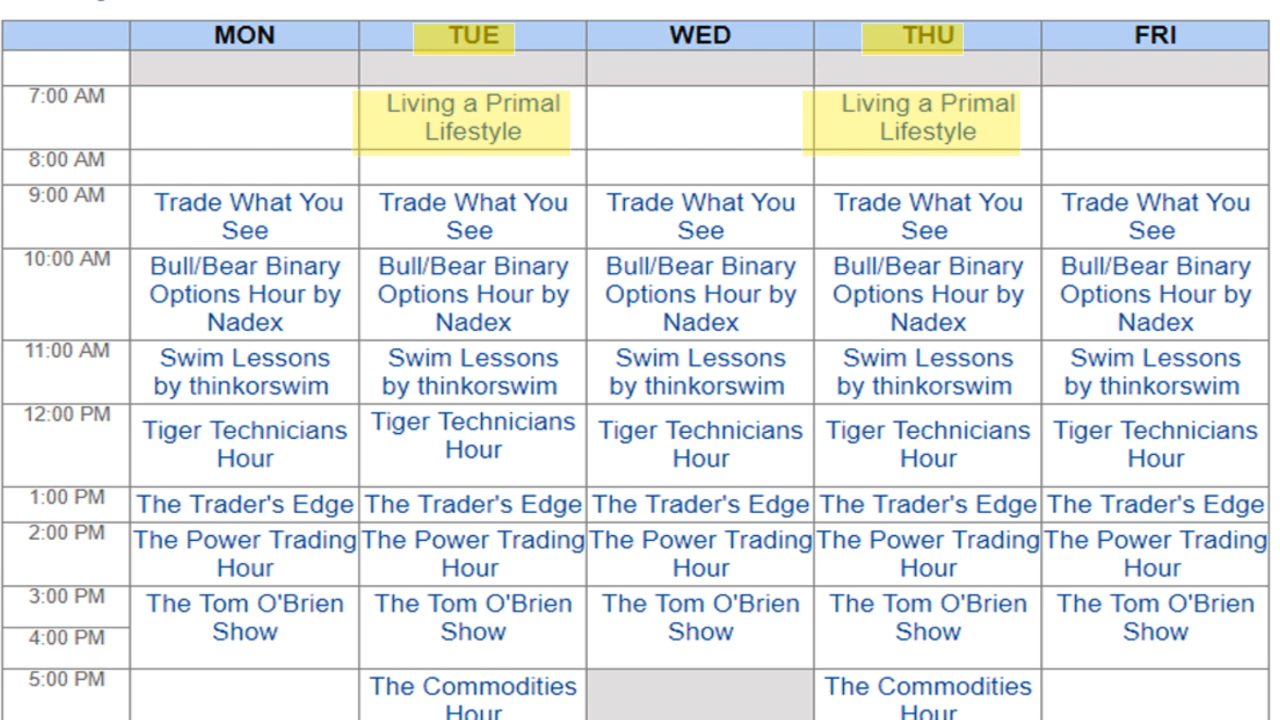 MON TUE WED THU FRI
7:00 AM Living a Primal Living a Primal
Lifestyle Lifestyle
8:00 AM
9:00 AM Trade What You Trade What You Trade What You Trade What You Trade What You
See See See See See
10:00 AM Bull/Bear Binary Bull/Bear Binary Bull/Bear Binary Bull/Bear Binary Bull/Bear Binary
Options Hour by Options Hour by Options Hour by Options Hour by Options Hour by
Nadex Nadex Nadex Nadex Nadex
11:00 AM Swim Lessons Swim Lessons Swim Lessons Swim Lessons Swim Lessons
by thinkorswim by thinkorswim by thinkorswim by thinkorswim by thinkorswim
12:00 PM Tiger Technicians Tiger Technicians Tiger Technicians Tiger Technicians Tiger Technicians
Hour Hour Hour Hour Hour
1:00 PM The Trader's Edge The Trader's Edge The Trader's Edge The Trader's Edge The Trader's Edge
2:00 PM The Power Trading The Power Trading The Power Trading The Power Trading The Power Trading
Hour Hour Hour Hour Hour
3:00 PM The Tom O'Brien The Tom O'Brien The Tom O'Brien The Tom O'Brien The Tom O'Brien
4:00 PM Show Show Show Show Show
5:00 PM The Commodities The Commodities
Hour Hour